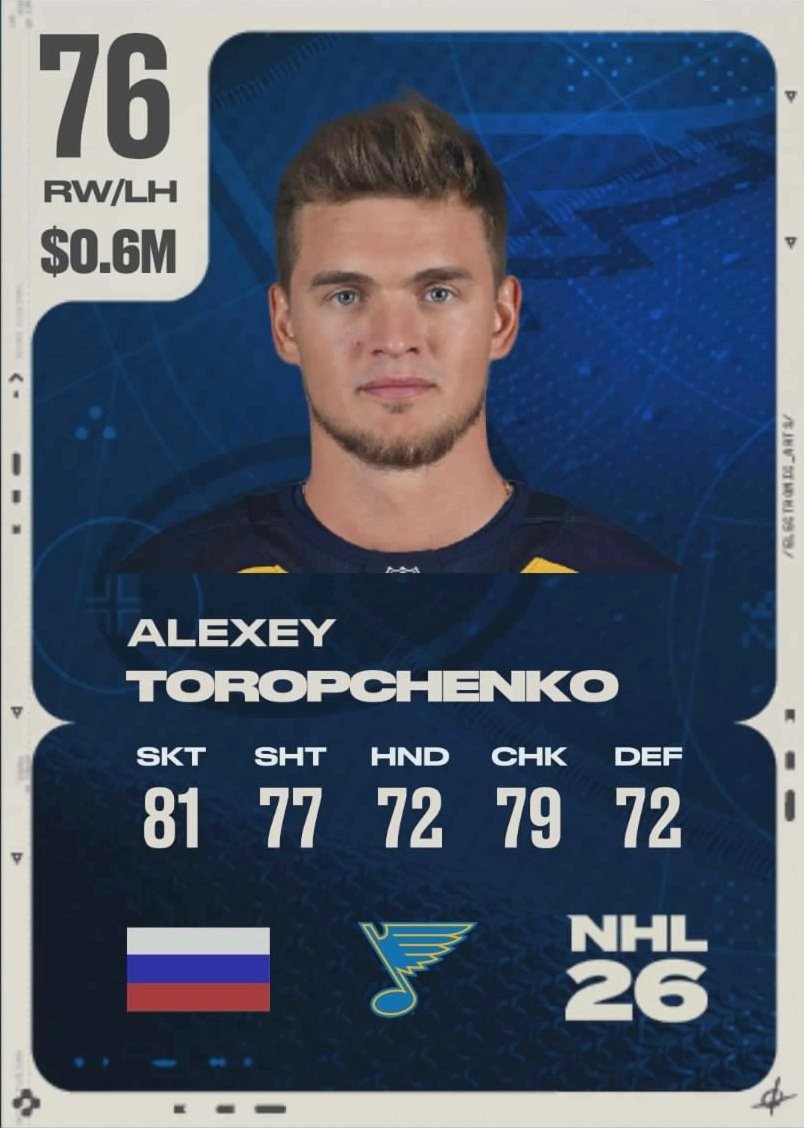 76
RW/LH
$0.6M
ALEXEY
TOROPCHENKO
SKT SHT HND CHK DEF
81 77 72 79 72
NHL
26